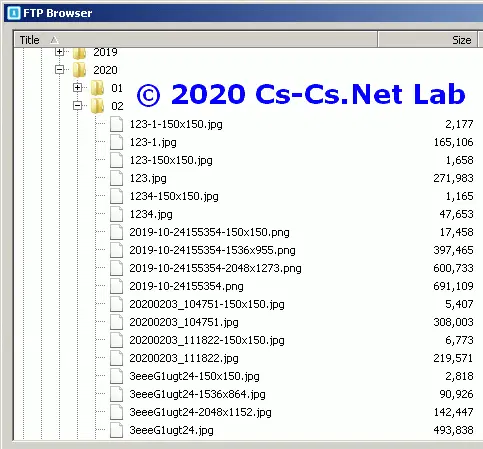 FTP Browser
Title Size
2019
2020
01
© 2020 Cs-Cs.Net Lab
02
123-1-150x150.jpg 2,177
123-1.jpg 165,106
123-150x150.jpg 1,658
123.jpg 271,983
1234-150x150.jpg 1,165
1234.jpg 47,653
2019-10-24155354-150x150.png 17,458
2019-10-24155354-1536x955.png 397,465
2019-10-24155354-2048x1273.png 600,733
2019-10-24155354.png 691,109
20200203_104751-150x150.jpg 5,407
20200203_104751.jpg 308,003
20200203_111822-150x150.jpg 6,773
20200203_111822.jpg 219,571
3eeeG1ugt24-150x150.jpg 2,818
3eeeG1ugt24-1536x864.jpg 90,926
3eeeG1ugt24-2048x1152.jpg 142,447
3eeeG1ugt24.jpg 493,838